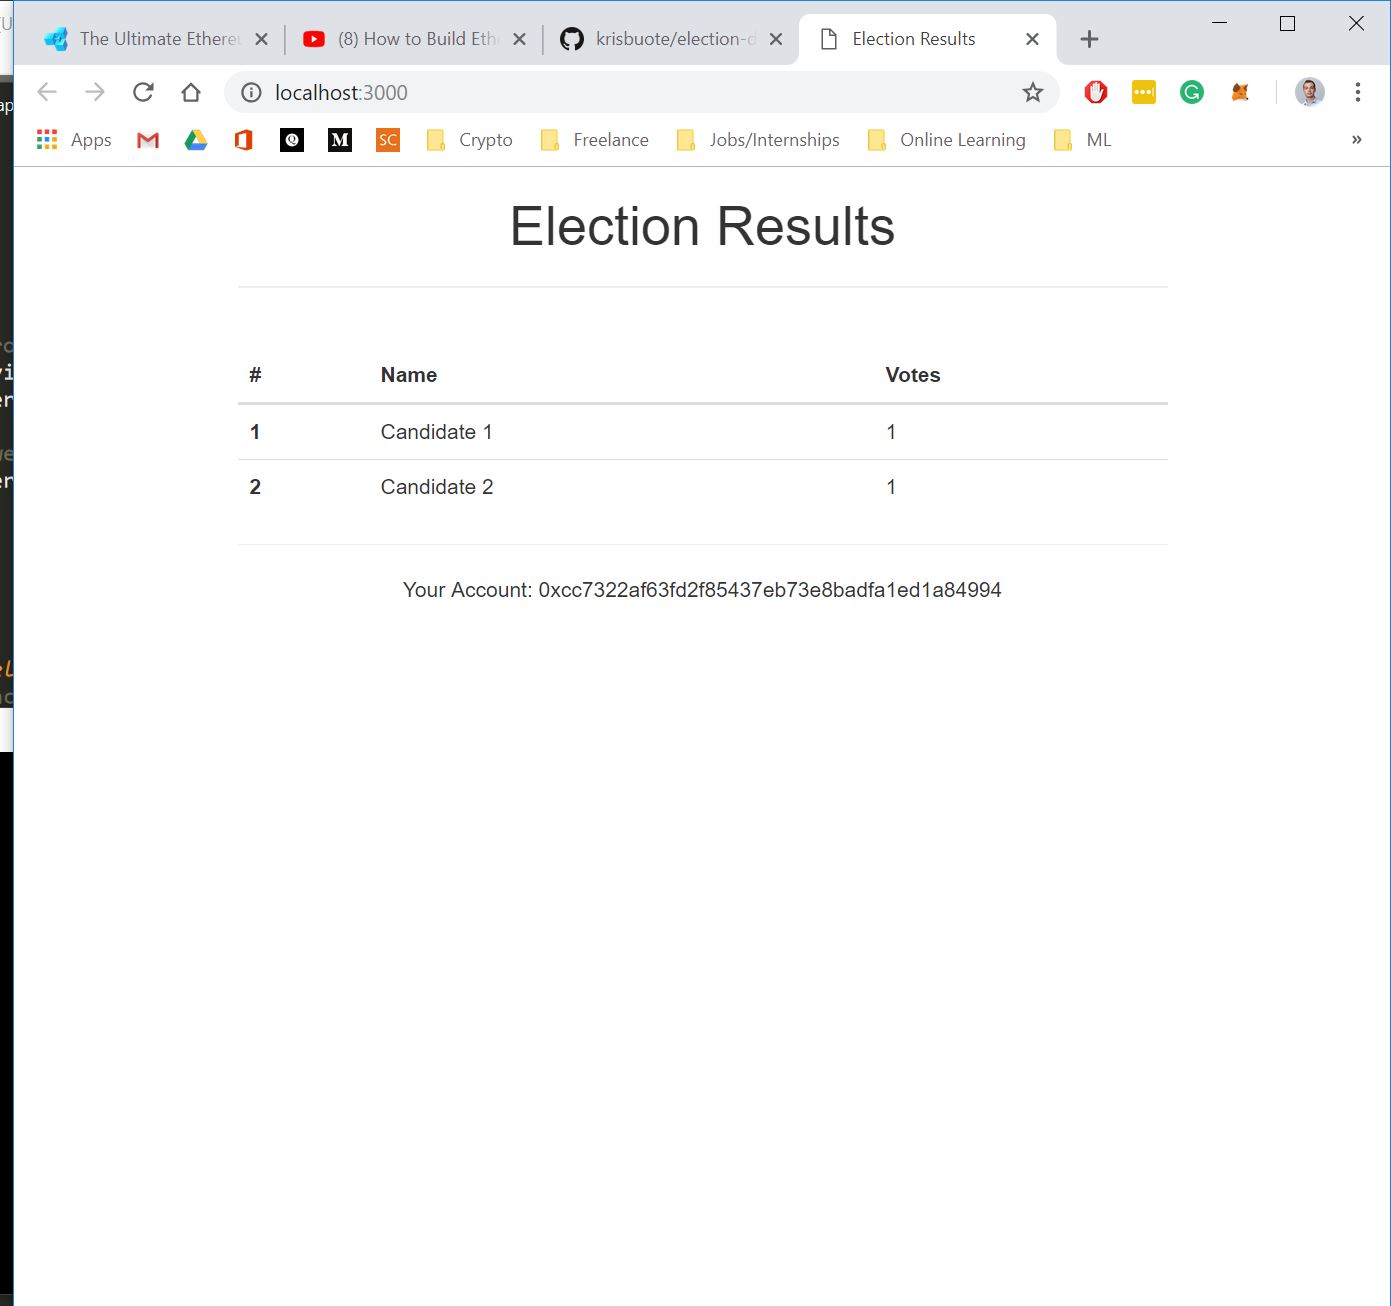 The Ultimate Ethere
(8) How to Build Eth
krisbuote/election-d
Election Results
localhost:3000
Apps
M
SC
Crypto
Freelance
Jobs/Internships
Online Learning
ML
»
Election Results
# Name Votes
1 Candidate 1 1
2 Candidate 2 1
Your Account: 0xcc7322af63fd2f85437eb73e8badfa1ed1a84994